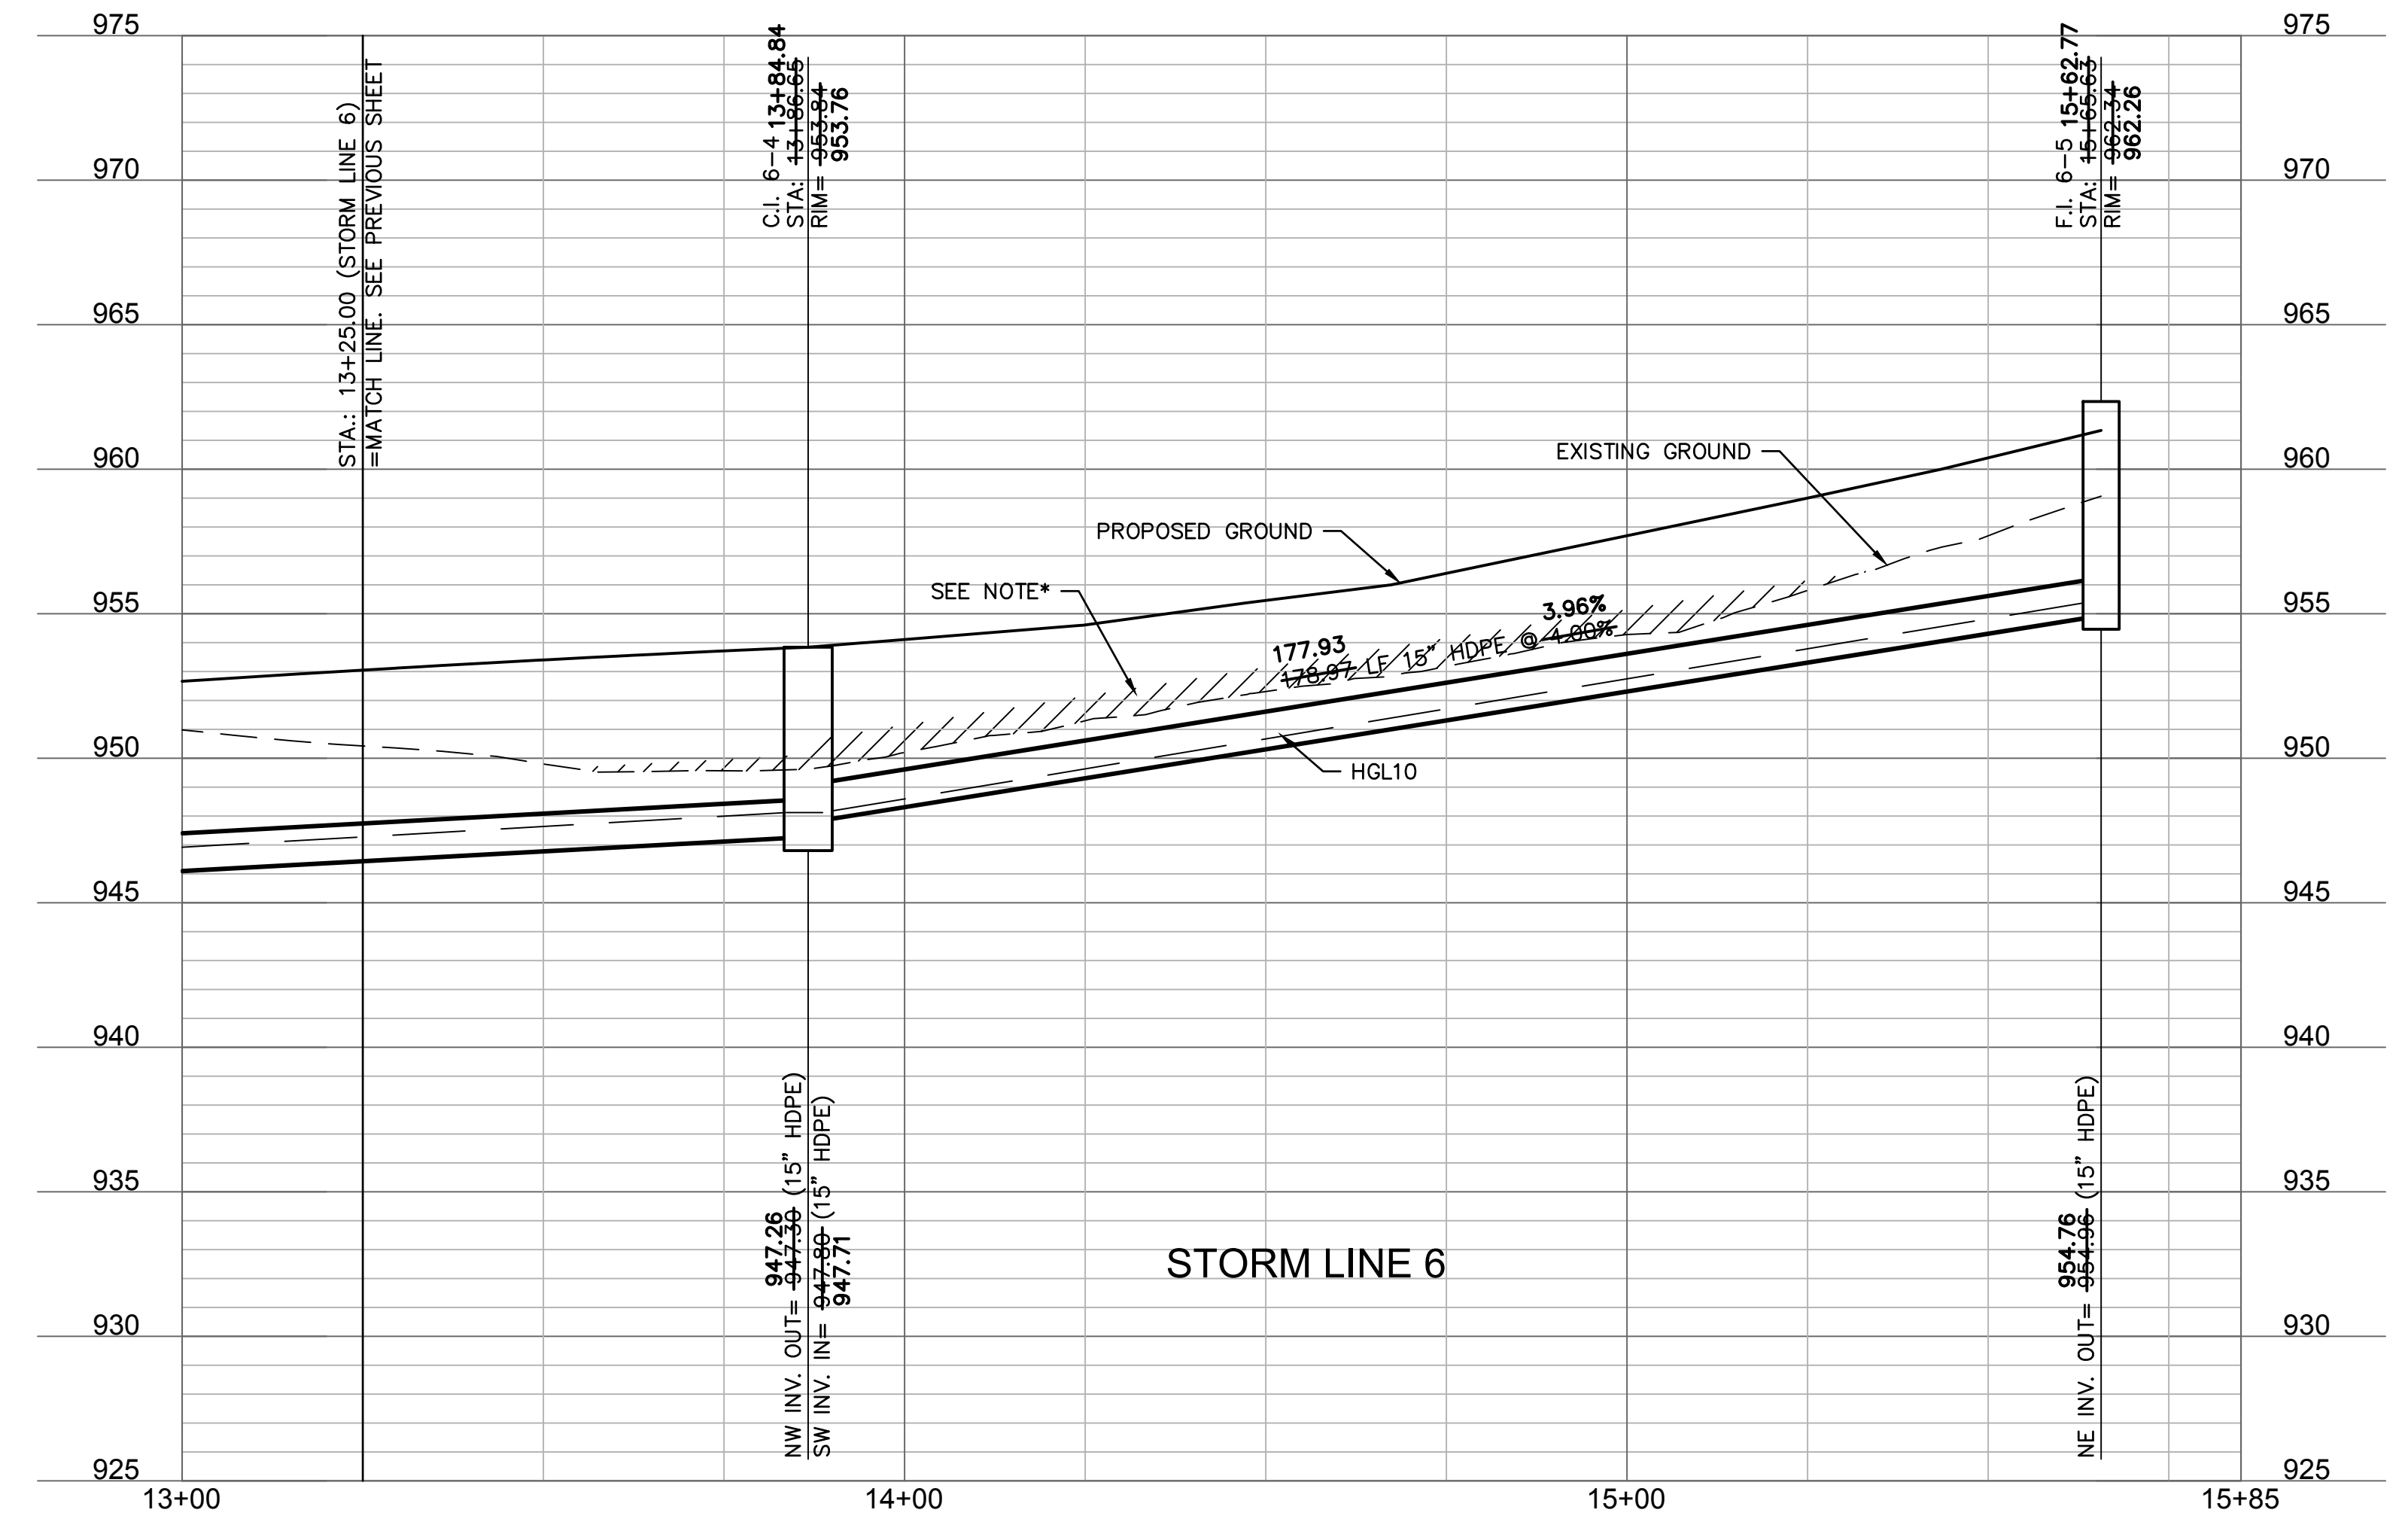 975
975
970
970
965
965
960
960
955
955
950
950
945
945
940
940
935
935
930
930
925
925
STA.: 13+25.00 (STORM LINE 6)
=MATCH LINE. SEE PREVIOUS SHEET
C.I. 6-4 13+84.84
STA: 13+86.65
RIM= 953.84
953.76
F.I. 6-5 15+62.77
STA: 15+65.63
RIM= 962.34
962.26
EXISTING GROUND
PROPOSED GROUND
SEE NOTE*
3.96%
177.93
178.97 LF 15" HDPE @ 4.00%
HGL10
947.26
NW INV. OUT= 947.30 (15" HDPE)
SW INV. IN= 947.80 (15" HDPE)
947.71
STORM LINE 6
954.76
NE INV. OUT= 954.96 (15" HDPE)
13+00
14+00
15+00
15+85